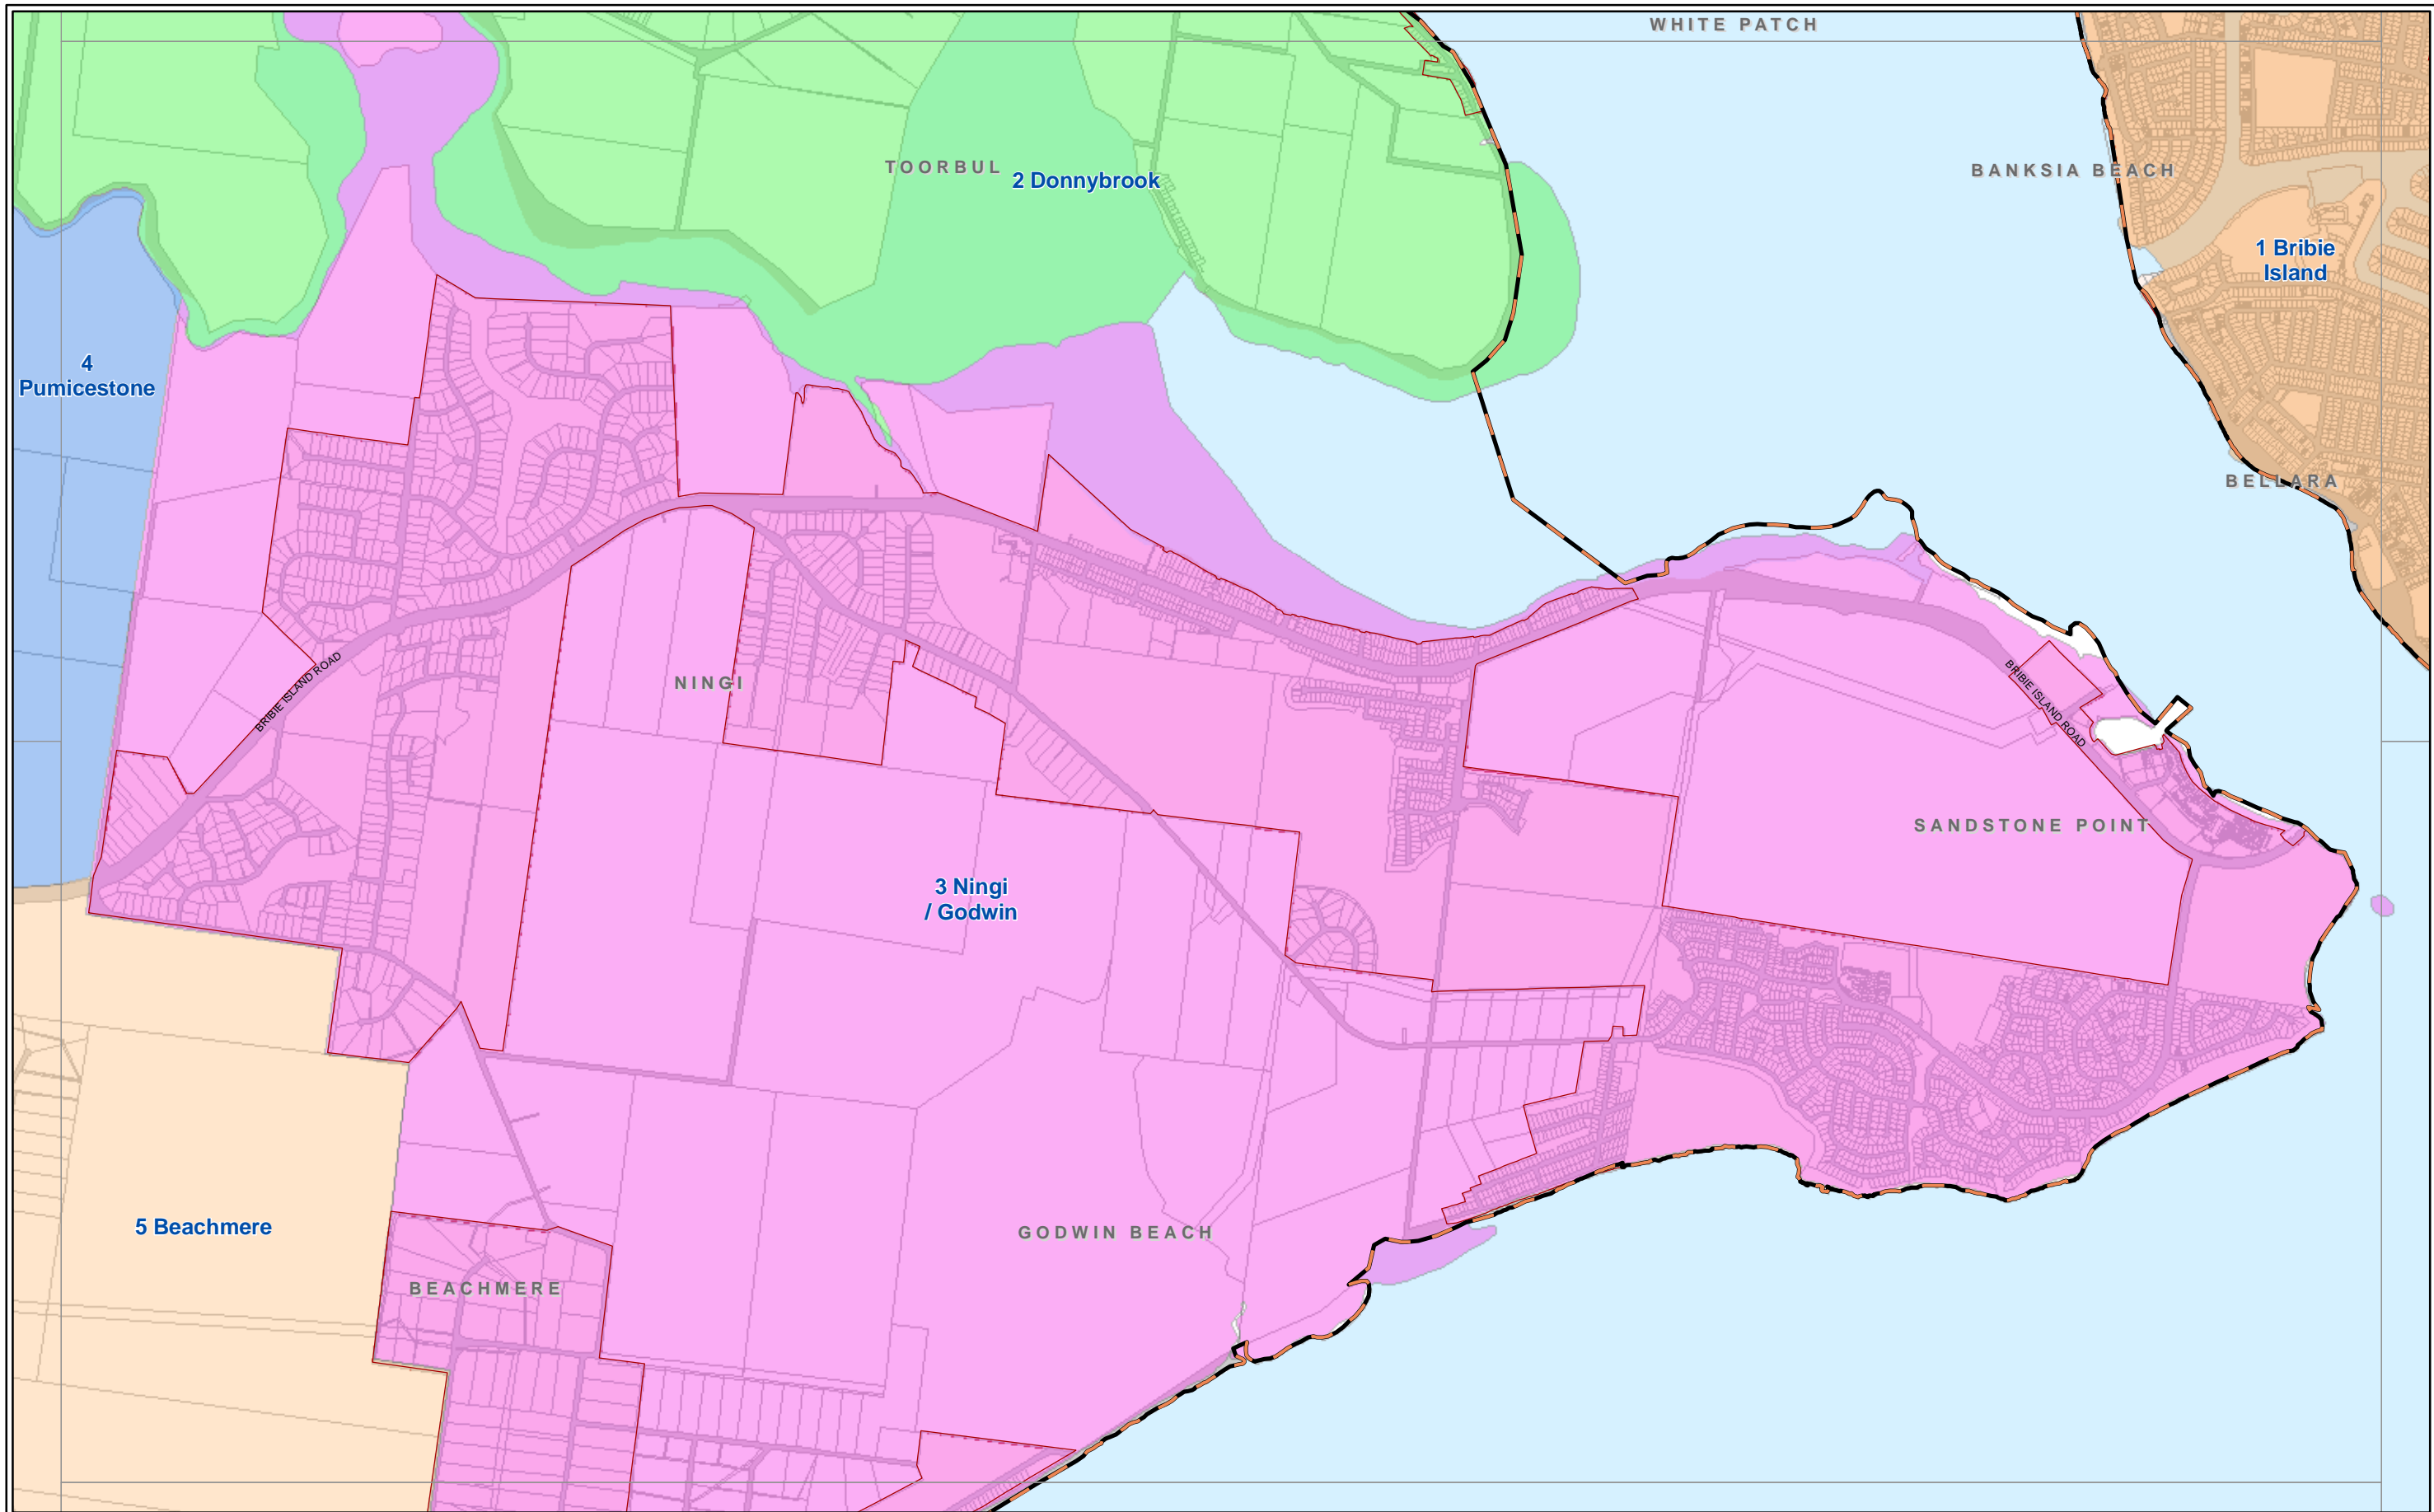 WHITE PATCH
TOORBUL
2 Donnybrook
BANKSIA BEACH
1 Bribie
Island
4
Pumicestone
BELLARA
BRIBIE ISLAND ROAD
NINGI
BRIBIE ISLAND ROAD
SANDSTONE POINT
3 Ningi
/ Godwin
5 Beachmere
GODWIN BEACH
BEACHMERE